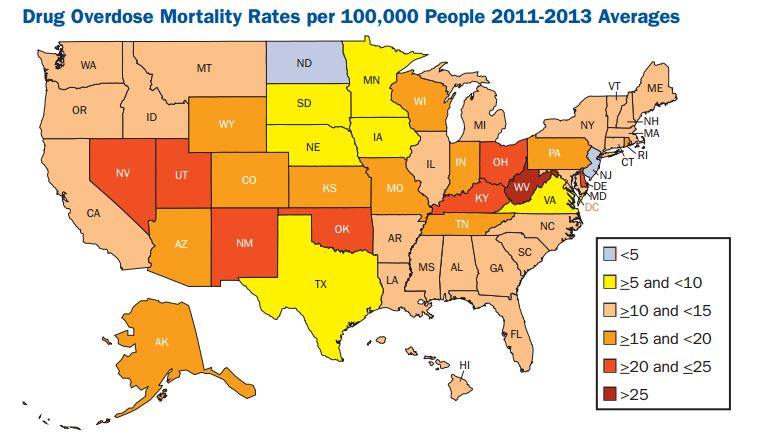 Drug Overdose Mortality Rates per 100,000 People 2011-2013 Averages
WA
MT
ND
MN
VT
ME
OR
ID
SD
WI
NH
WY
MI
NY
MA
NE
IA
PA
RI
CT
NV
UT
IL
IN
OH
NJ
CO
DE
KS
MO
WV
VA
MD
CA
KY
DC
AZ
NM
OK
TN
NC
AR
SC
MS
AL
GA
TX
LA
FL
AK
HI
<5
≥5 and <10
≥10 and <15
≥15 and <20
≥20 and ≤25
>25